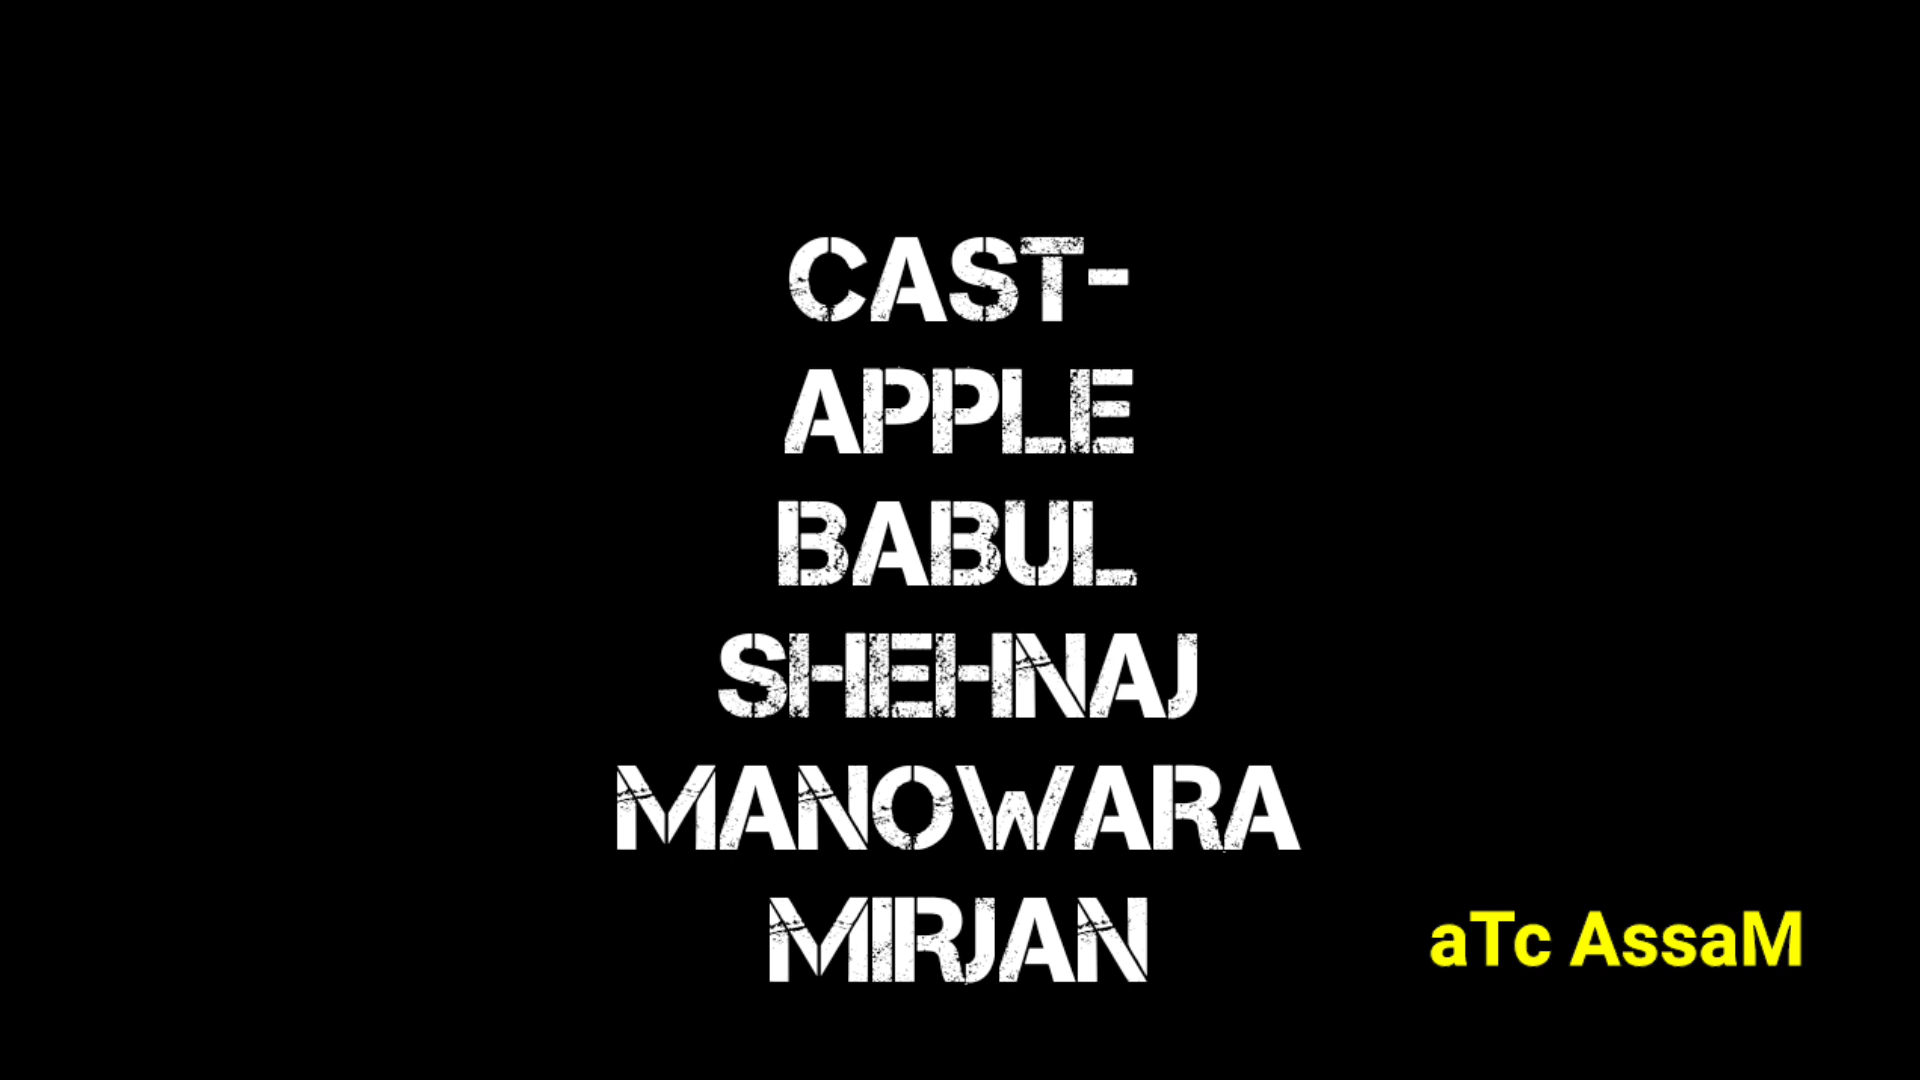 CAST-
APPLE
BABUL
SHEHNAJ
MANOWARA
MIRJAN
aTc AssaM